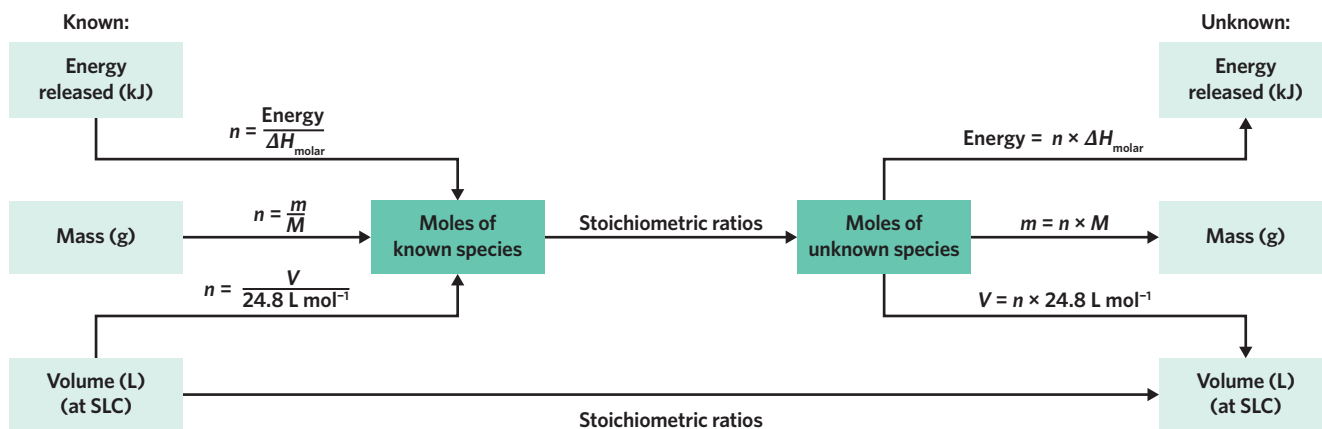 Known:
Unknown:
Energy
released (kJ)
Energy
released (kJ)
n = Energy / ΔH_molar
Energy = n × ΔH_molar
Mass (g)
n = m / M
Moles of
known species
Stoichiometric ratios
Moles of
unknown species
m = n × M
Mass (g)
n = V / 24.8 L mol⁻¹
V = n × 24.8 L mol⁻¹
Volume (L)
(at SLC)
Stoichiometric ratios
Volume (L)
(at SLC)